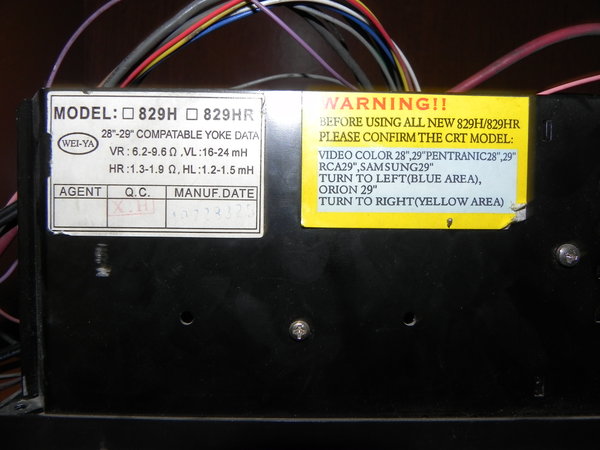 MODEL: □ 829H □ 829HR
WEI-YA
28"-29" COMPATABLE YOKE DATA
VR : 6.2-9.6 Ω ,VL:16-24 mH
HR :1.3-1.9 Ω ,HL:1.2-1.5 mH
AGENT Q.C. MANUF.DATE
X.H
WARNING!!
BEFORE USING ALL NEW 829H/829HR
PLEASE CONFIRM THE CRT MODEL:
VIDEO COLOR 28",29"PENTRANIC28",29"
RCA29",SAMSUNG29"
TURN TO LEFT(BLUE AREA),
ORION 29"
TURN TO RIGHT(YELLOW AREA)